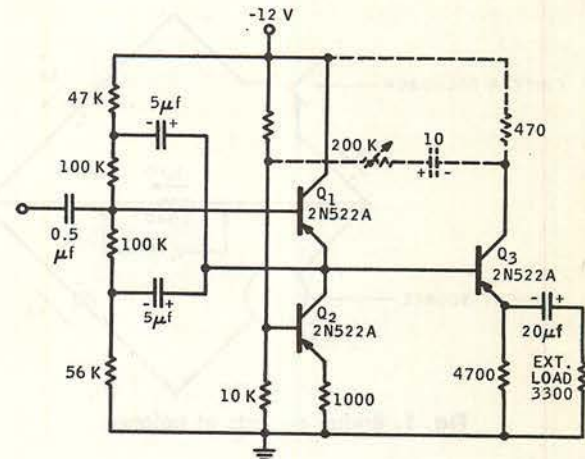 -12 V
47 K
5µf
- +
100 K
200 K
10
+ -
470
Q1
2N522A
0.5
µf
100 K
Q3
2N522A
- +
5µf
Q2
2N522A
- +
20µf
56 K
10 K
1000
4700
EXT.
LOAD
3300